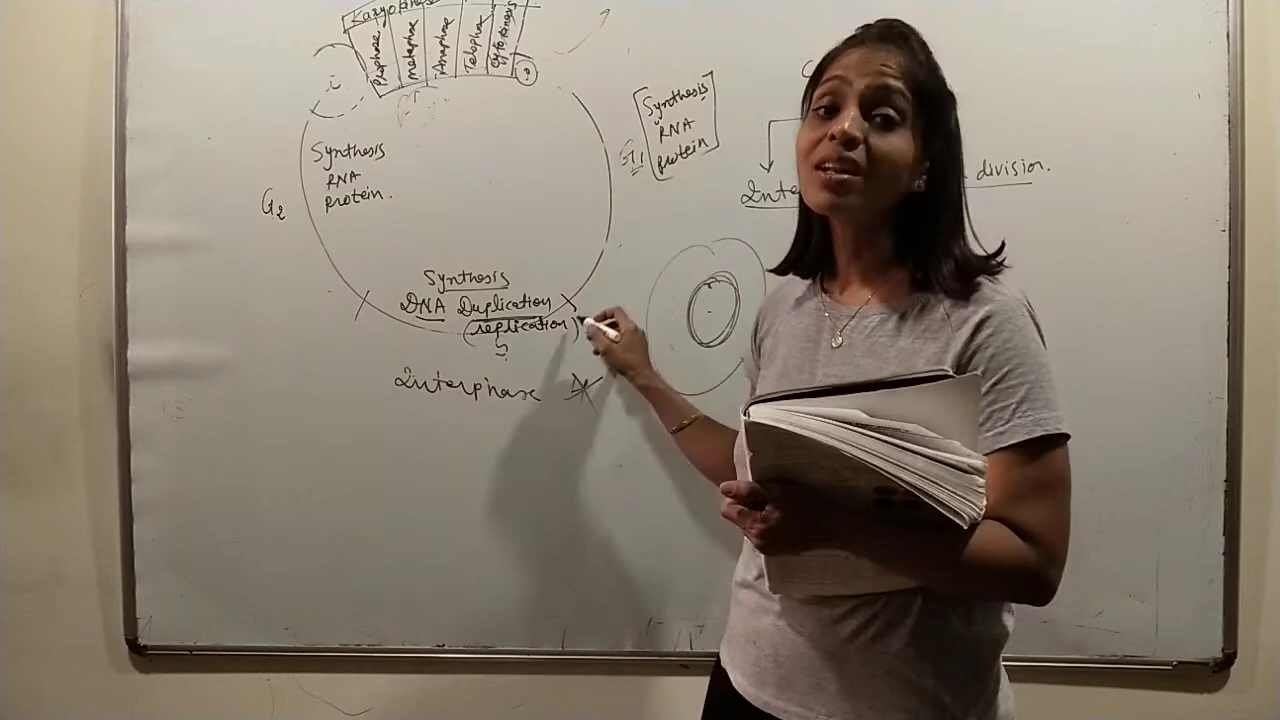 Karyokinesis
Prophase
Metaphase
Anaphase
Telophase
Cytokinesis
Synthesis
RNA
protein
G1
Synthesis
RNA
protein.
G2
division.
Synthesis
DNA Duplication
(replication)
Interphase